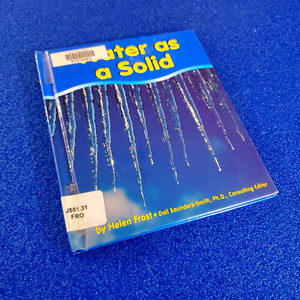 ater as
a Solid
J551.31
FRO
by Helen Frost • Gail Saunders-Smith, Ph.D., Consulting Editor